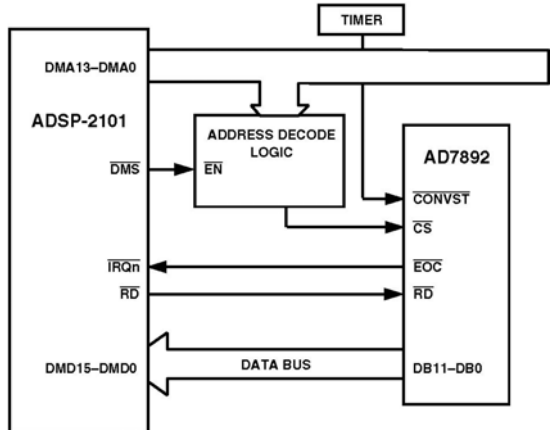 TIMER
DMA13–DMA0
ADSP-2101
ADDRESS DECODE
LOGIC
AD7892
DMS
EN
CONVST
CS
IRQn
EOC
RD
RD
DMD15–DMD0
DATA BUS
DB11–DB0